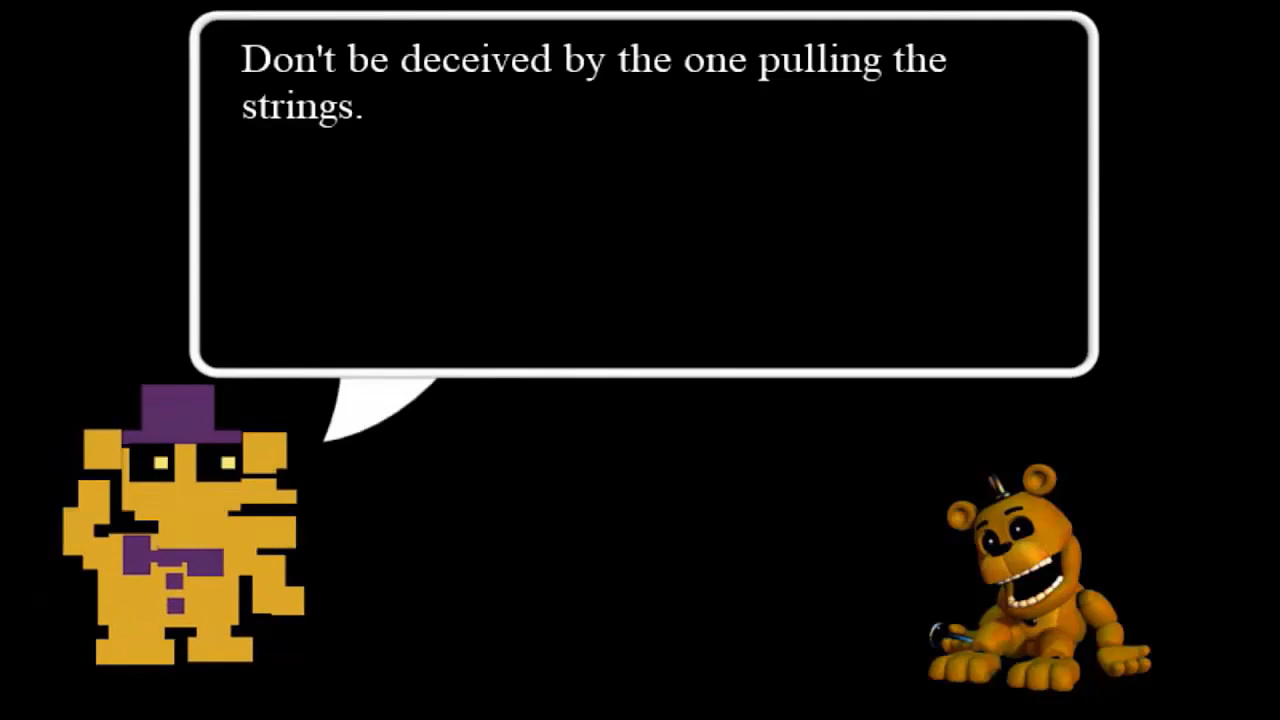 Don't be deceived by the one pulling the
strings.